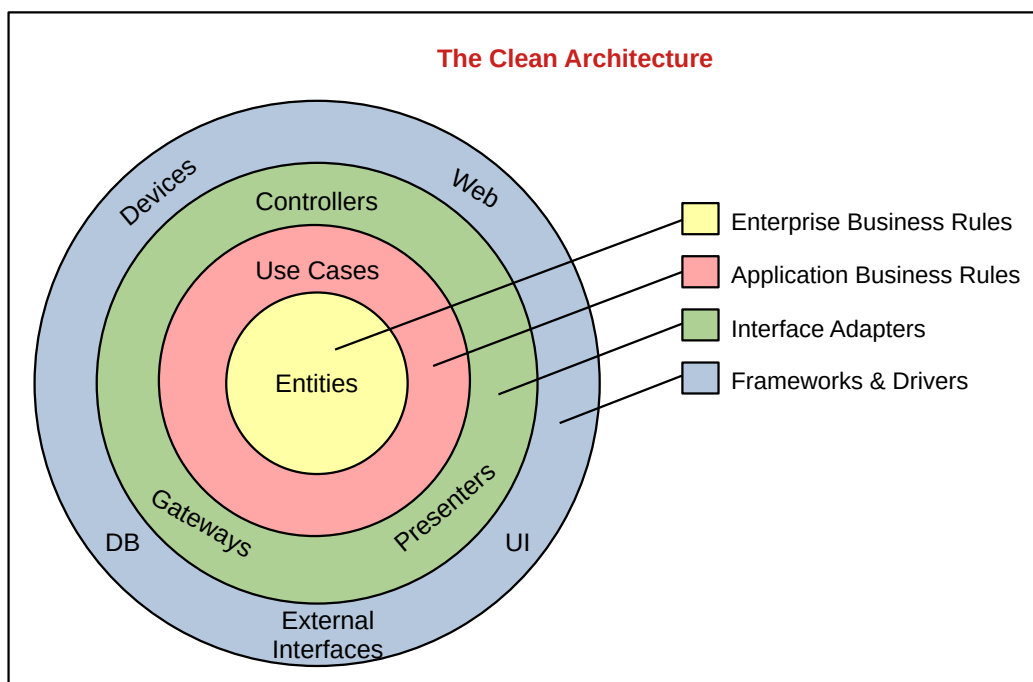 The Clean Architecture
Devices
Web
Controllers
Use Cases
Entities
Gateways
Presenters
DB
UI
External
Interfaces
Enterprise Business Rules
Application Business Rules
Interface Adapters
Frameworks & Drivers